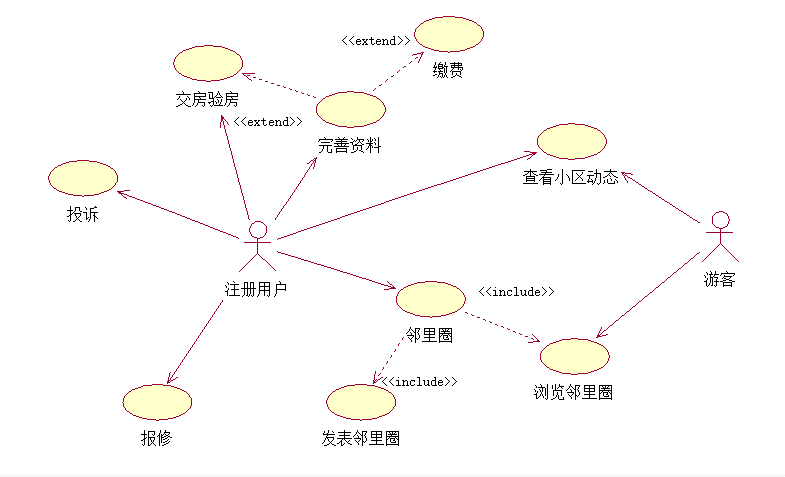 <<extend>>
缴费
交房验房
<<extend>>
完善资料
查看小区动态
投诉
注册用户
游客
<<include>>
邻里圈
<<include>>
浏览邻里圈
报修
发表邻里圈